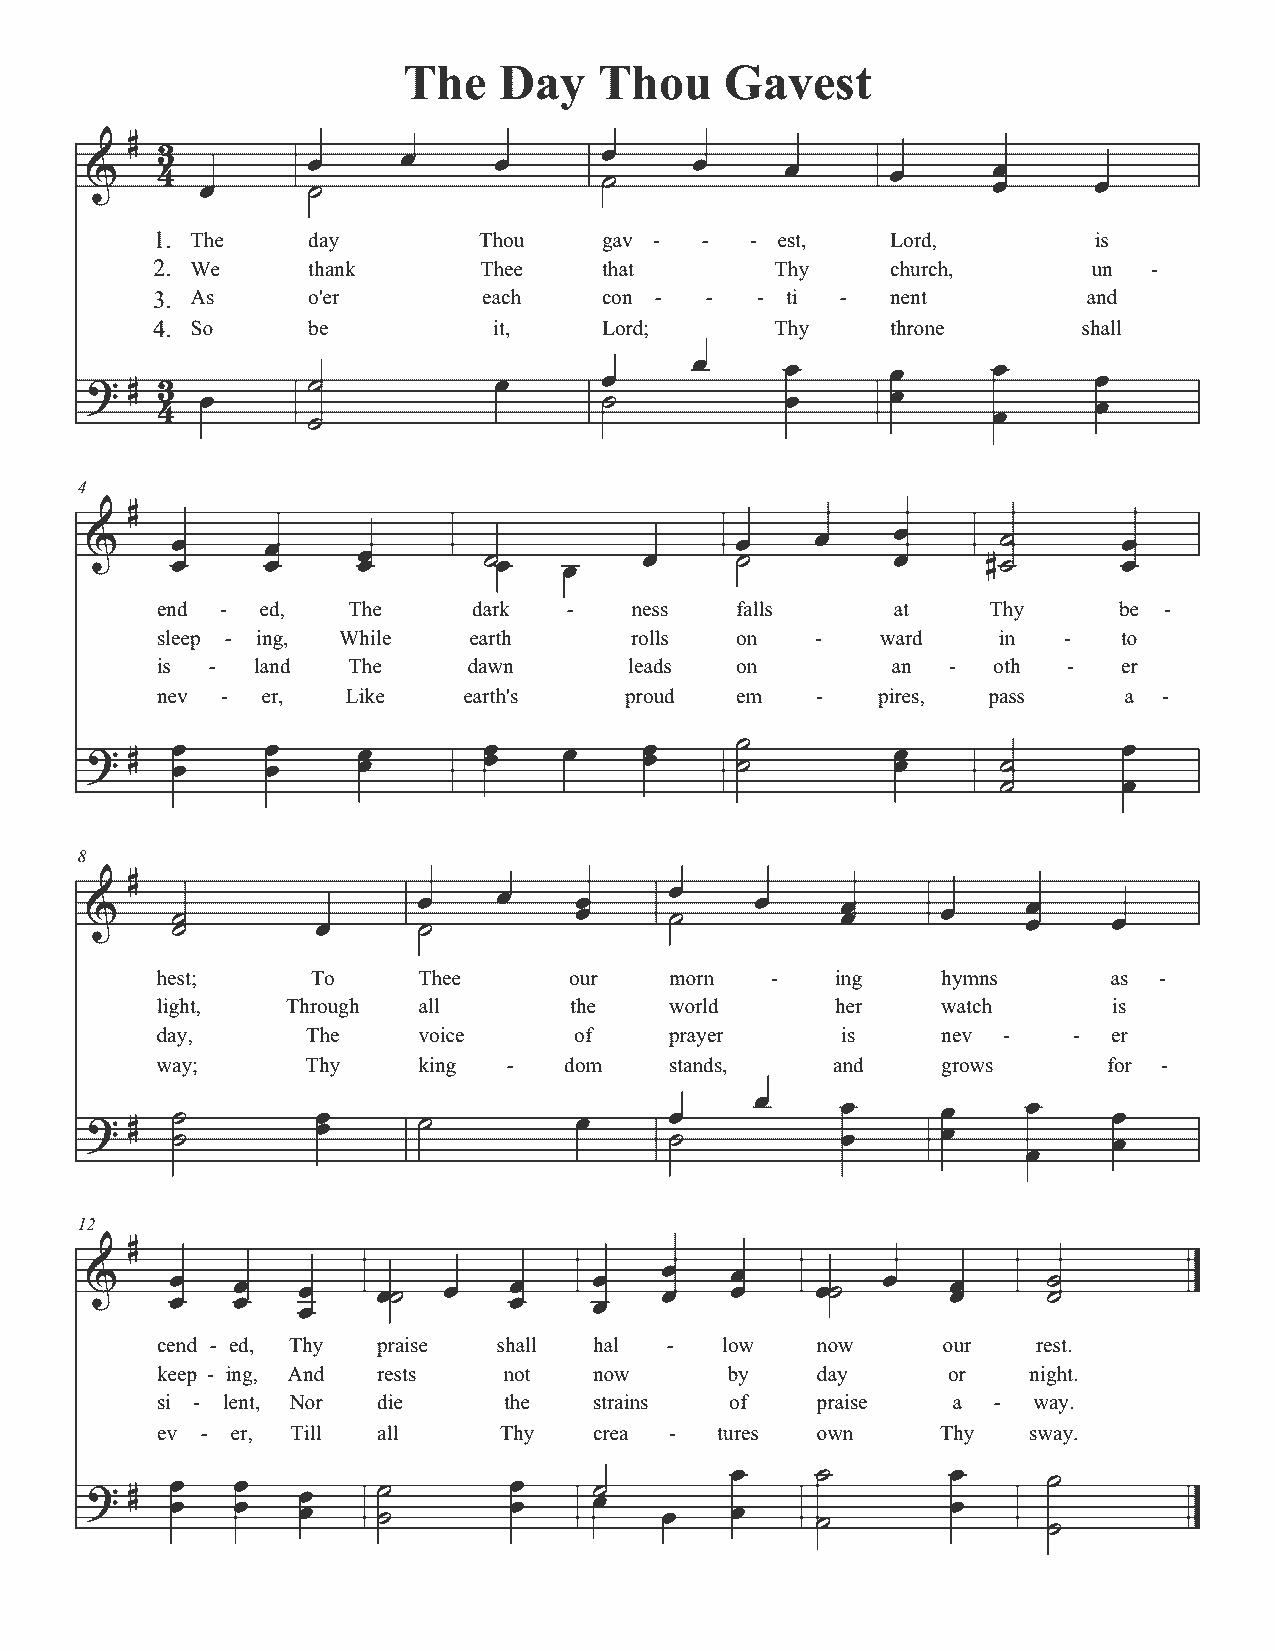 The Day Thou Gavest
3
4
1. The day Thou gav - - - est, Lord, is
2. We thank Thee that Thy church, un -
3. As o'er each con - - - ti - nent and
4. So be it, Lord; Thy throne shall
3
4
4
end - ed, The dark - ness falls at Thy be -
sleep - ing, While earth rolls on - ward in - to
is - land The dawn leads on an - oth - er
nev - er, Like earth's proud em - pires, pass a -
8
hest; To Thee our morn - ing hymns as -
light, Through all the world her watch is
day, The voice of prayer is nev - - er
way; Thy king - dom stands, and grows for -
12
cend - ed, Thy praise shall hal - low now our rest.
keep - ing, And rests not now by day or night.
si - lent, Nor die the strains of praise a - way.
ev - er, Till all Thy crea - tures own Thy sway.